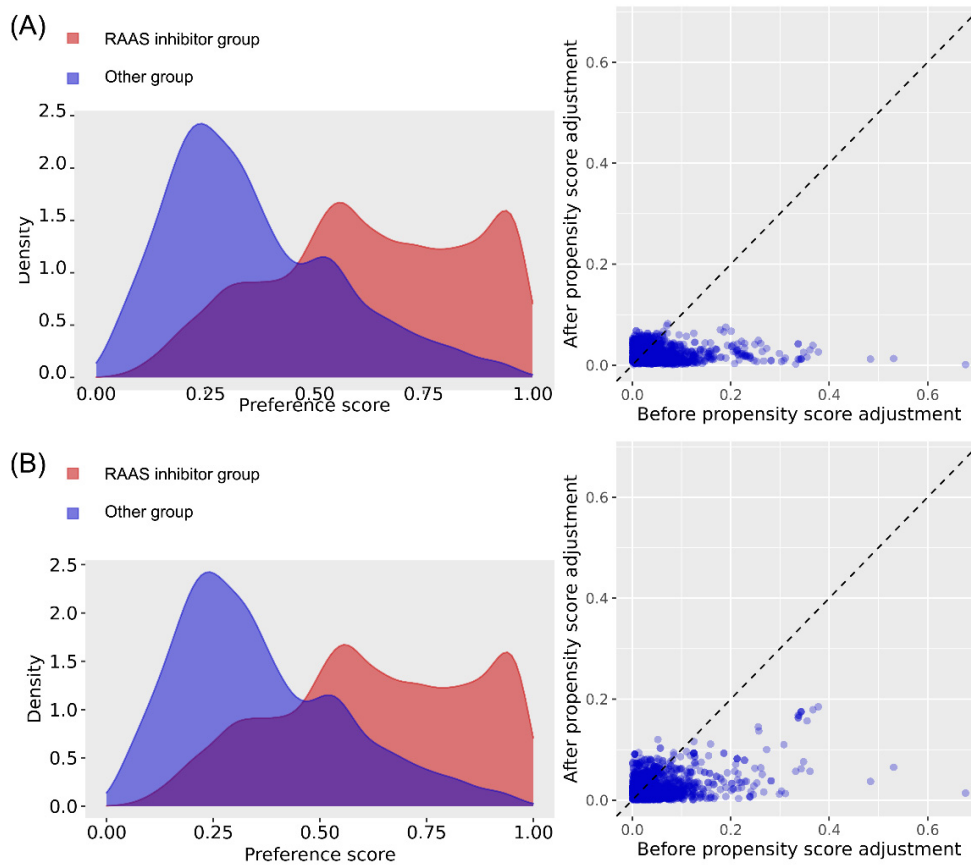 (A)
RAAS inhibitor group
Other group
2.5
2.0
1.5
1.0
0.5
0.0
Density
0.00
0.25
0.50
0.75
1.00
Preference score
After propensity score adjustment
0.6
0.4
0.2
0.0
0.0
0.2
0.4
0.6
Before propensity score adjustment
(B)
RAAS inhibitor group
Other group
2.5
2.0
1.5
1.0
0.5
0.0
Density
0.00
0.25
0.50
0.75
1.00
Preference score
After propensity score adjustment
0.6
0.4
0.2
0.0
0.0
0.2
0.4
0.6
Before propensity score adjustment